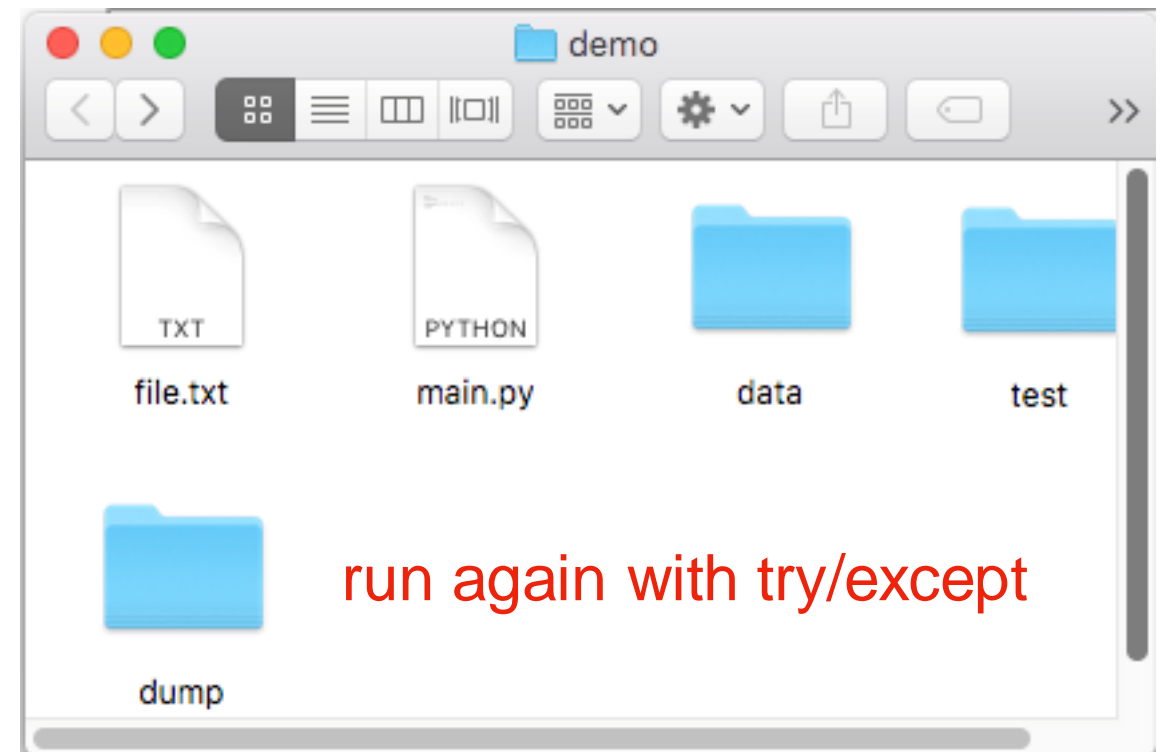 demo
TXT
PYTHON
file.txt
main.py
data
test
run again with try/except
dump